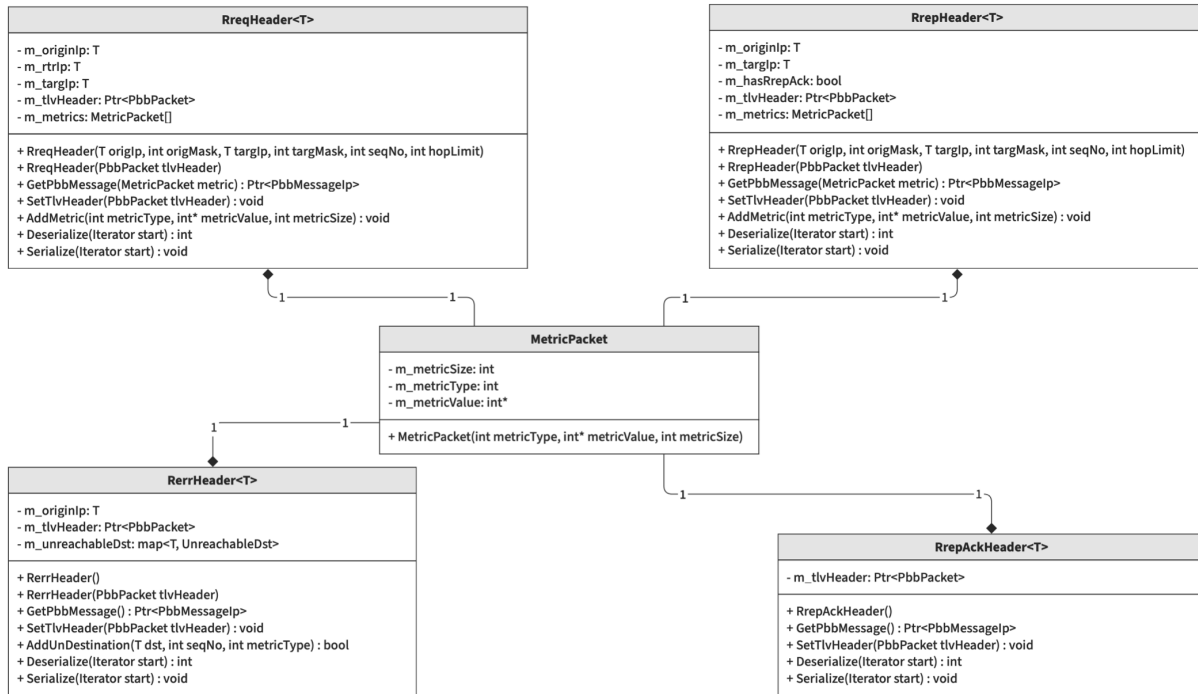 RreqHeader<T>
- m_originIp: T
- m_rtrIp: T
- m_targIp: T
- m_tlvHeader: Ptr<PbbPacket>
- m_metrics: MetricPacket[]
+ RreqHeader(T origIp, int origMask, T targIp, int targMask, int seqNo, int hopLimit)
+ RreqHeader(PbbPacket tlvHeader)
+ GetPbbMessage(MetricPacket metric) : Ptr<PbbMessageIp>
+ SetTlvHeader(PbbPacket tlvHeader) : void
+ AddMetric(int metricType, int* metricValue, int metricSize) : void
+ Deserialize(Iterator start) : int
+ Serialize(Iterator start) : void
RrepHeader<T>
- m_originIp: T
- m_targIp: T
- m_hasRrepAck: bool
- m_tlvHeader: Ptr<PbbPacket>
- m_metrics: MetricPacket[]
+ RrepHeader(T origIp, int origMask, T targIp, int targMask, int seqNo, int hopLimit)
+ RrepHeader(PbbPacket tlvHeader)
+ GetPbbMessage(MetricPacket metric) : Ptr<PbbMessageIp>
+ SetTlvHeader(PbbPacket tlvHeader) : void
+ AddMetric(int metricType, int* metricValue, int metricSize) : void
+ Deserialize(Iterator start) : int
+ Serialize(Iterator start) : void
1
1
1
1
MetricPacket
- m_metricSize: int
- m_metricType: int
- m_metricValue: int*
+ MetricPacket(int metricType, int* metricValue, int metricSize)
1
1
RerrHeader<T>
- m_originIp: T
- m_tlvHeader: Ptr<PbbPacket>
- m_unreachableDst: map<T, UnreachableDst>
+ RerrHeader()
+ RerrHeader(PbbPacket tlvHeader)
+ GetPbbMessage() : Ptr<PbbMessageIp>
+ SetTlvHeader(PbbPacket tlvHeader) : void
+ AddUnDestination(T dst, int seqNo, int metricType) : bool
+ Deserialize(Iterator start) : int
+ Serialize(Iterator start) : void
1
1
RrepAckHeader<T>
- m_tlvHeader: Ptr<PbbPacket>
+ RrepAckHeader()
+ GetPbbMessage() : Ptr<PbbMessageIp>
+ SetTlvHeader(PbbPacket tlvHeader) : void
+ Deserialize(Iterator start) : int
+ Serialize(Iterator start) : void